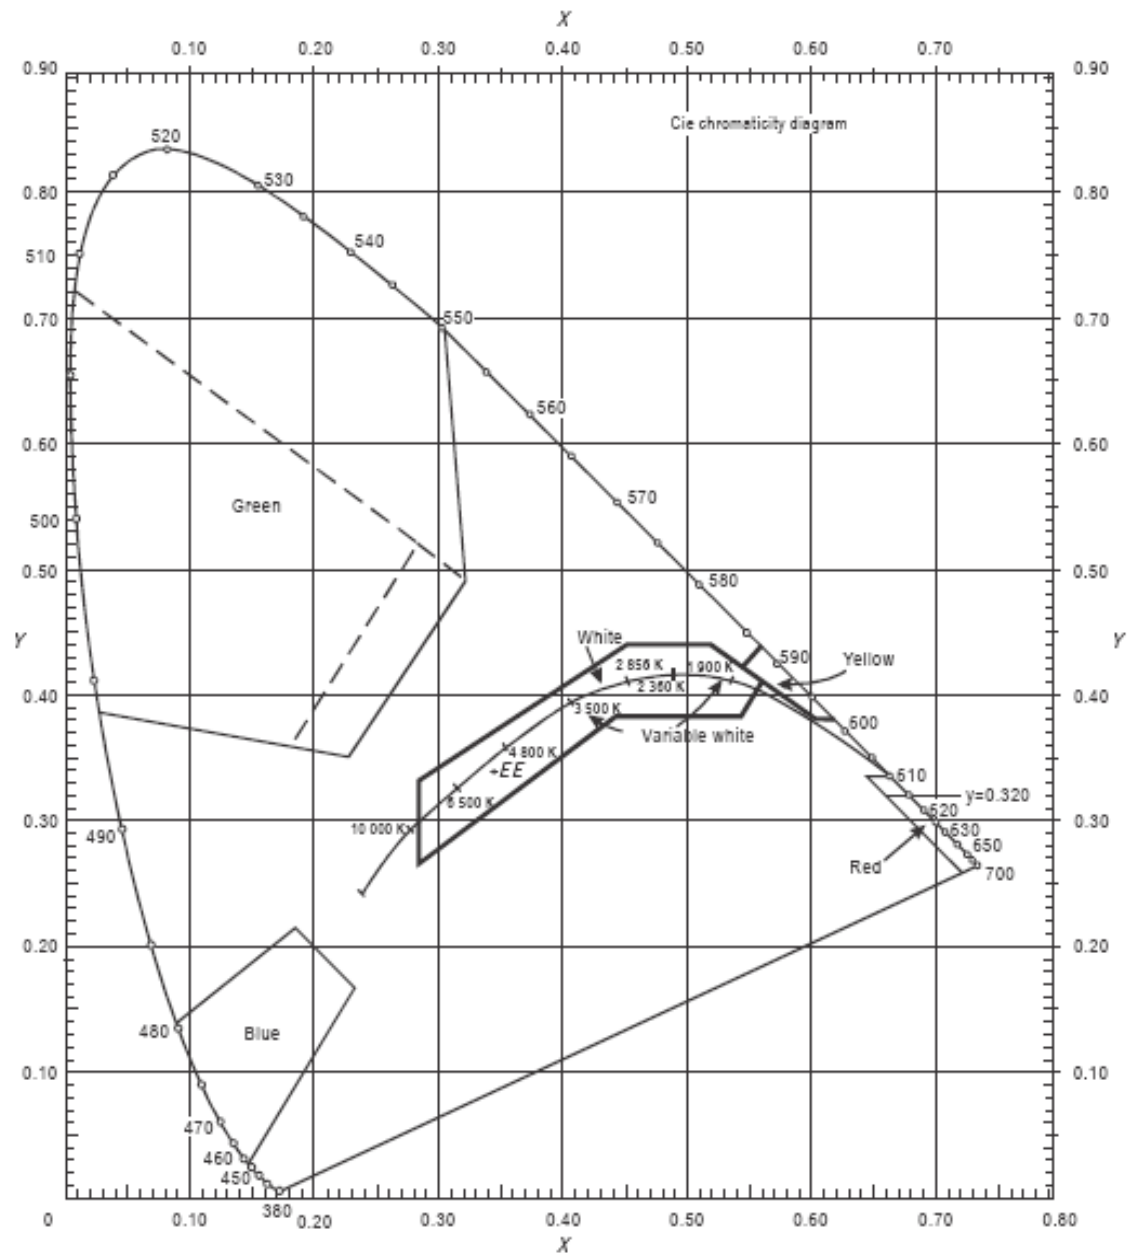 X
0.10 0.20 0.30 0.40 0.50 0.60 0.70
0.90 0.90
Cie chromaticity diagram
520
530
0.80 0.80
540
510
550
0.70 0.70
560
0.60 0.60
570
Green
500
0.50 580 0.50
Y White Y
590 Yellow
2 856 K 1 900 K
2 360 K
0.40 0.40
3 500 K
600
Variable white
4 800 K
+EE
610
6 500 K y=0.320
520
10 000 K 0.30 0.30
490 630
650
Red
700
0.20 0.20
480 Blue
0.10 0.10
470
460
450
380
0 0.10 0.20 0.30 0.40 0.50 0.60 0.70 0.80
X